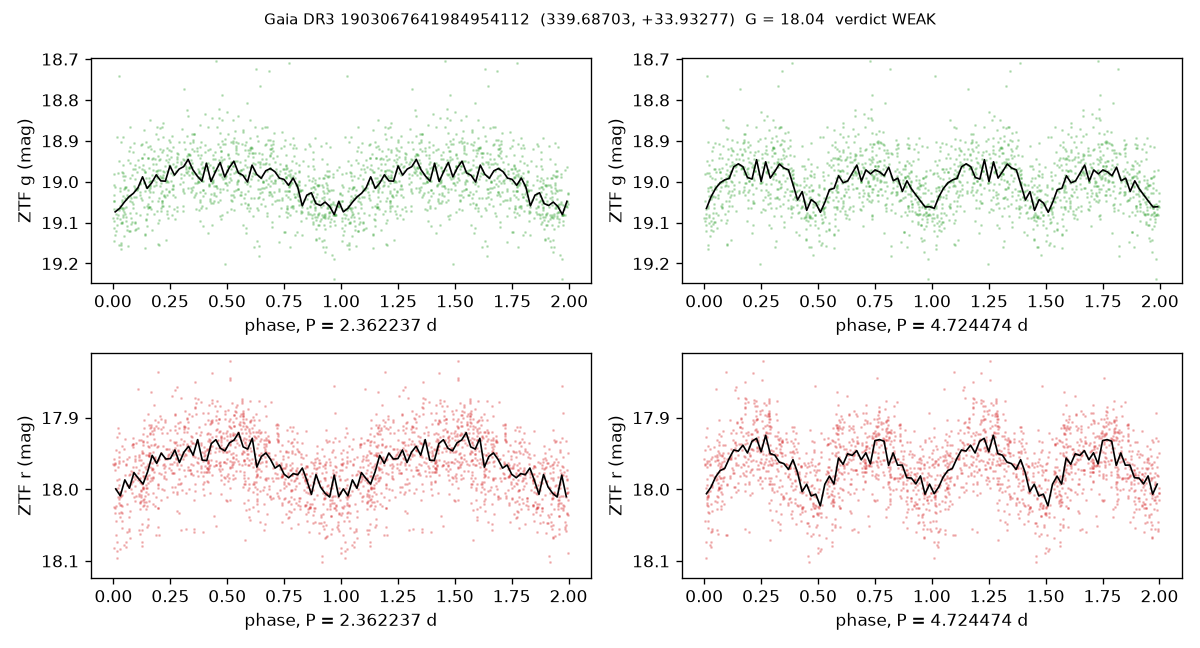 Gaia DR3 1903067641984954112 (339.68703, +33.93277) G = 18.04 verdict WEAK
ZTF g (mag)
18.7
18.8
18.9
19.0
19.1
19.2
0.00 0.25 0.50 0.75 1.00 1.25 1.50 1.75 2.00
phase, P = 2.362237 d
ZTF g (mag)
18.7
18.8
18.9
19.0
19.1
19.2
0.00 0.25 0.50 0.75 1.00 1.25 1.50 1.75 2.00
phase, P = 4.724474 d
ZTF r (mag)
17.9
18.0
18.1
0.00 0.25 0.50 0.75 1.00 1.25 1.50 1.75 2.00
phase, P = 2.362237 d
ZTF r (mag)
17.9
18.0
18.1
0.00 0.25 0.50 0.75 1.00 1.25 1.50 1.75 2.00
phase, P = 4.724474 d